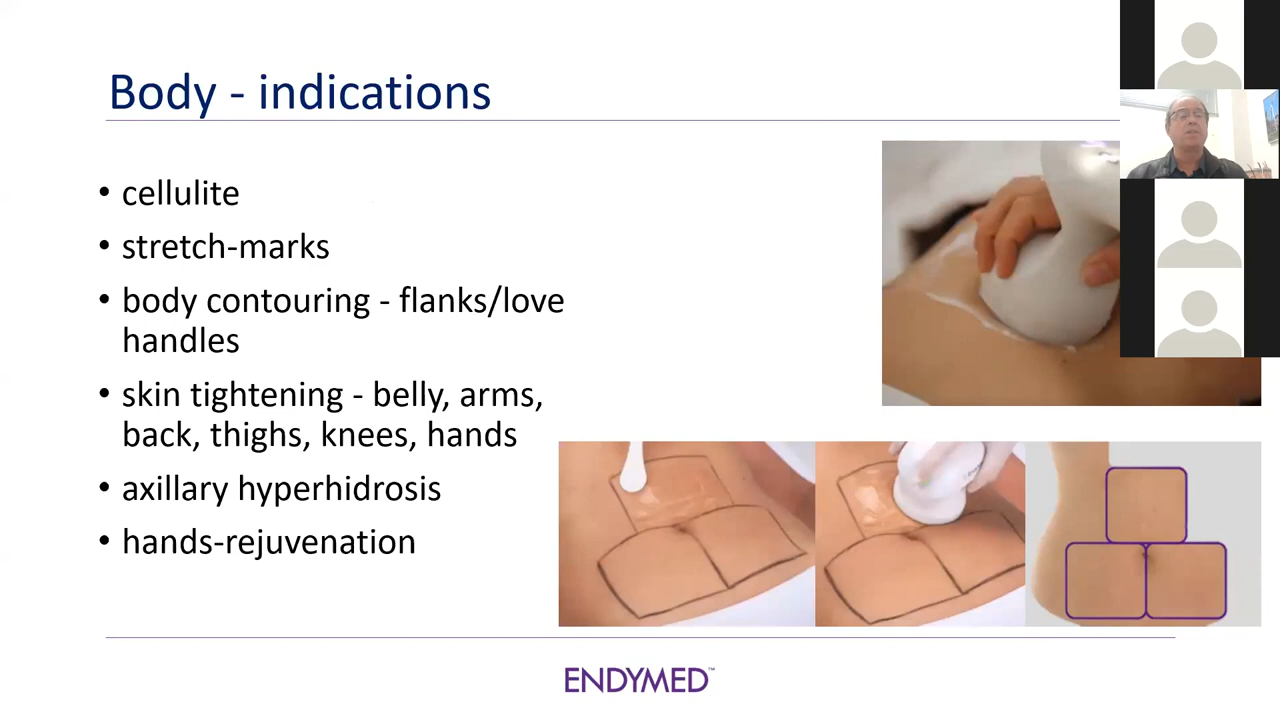 Body - indications
• cellulite
• stretch-marks
• body contouring - flanks/love
handles
• skin tightening - belly, arms,
back, thighs, knees, hands
• axillary hyperhidrosis
• hands-rejuvenation
ENDYMED™